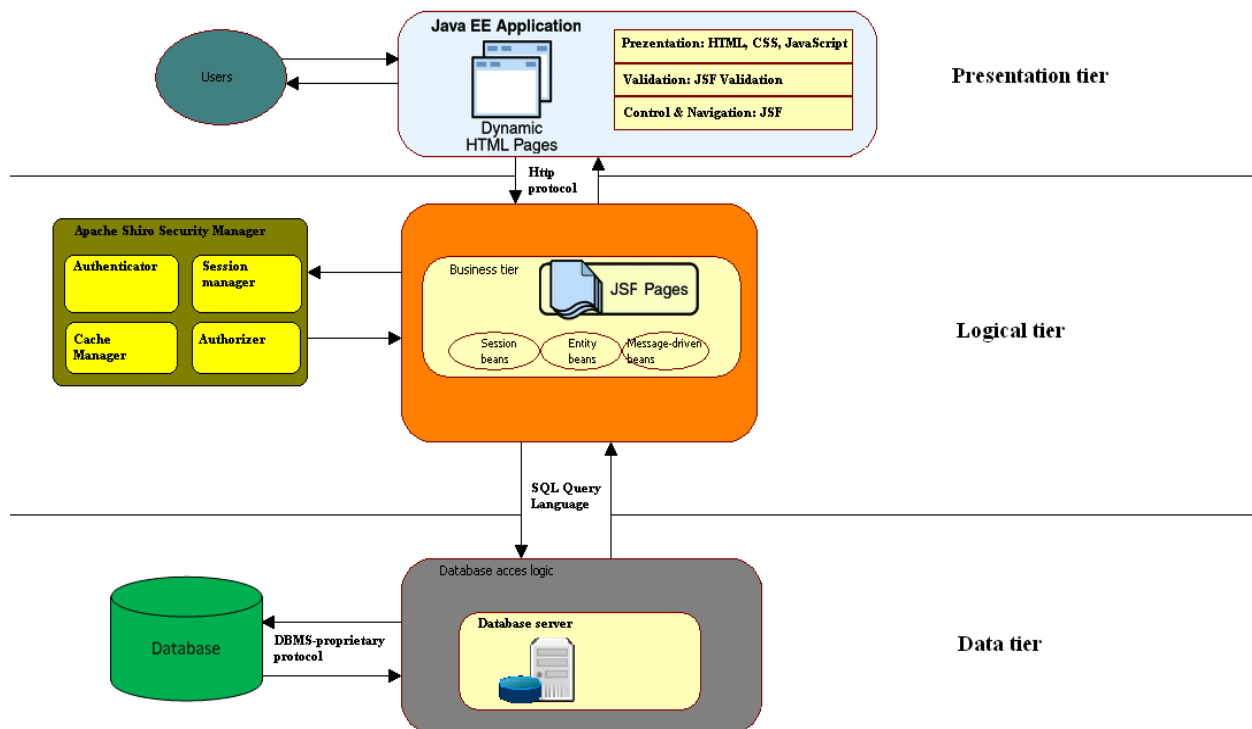 Java EE Application
Users
Dynamic
HTML Pages
Prezentation: HTML, CSS, JavaScript
Validation: JSF Validation
Control & Navigation: JSF
Presentation tier
Http
protocol
Apache Shiro Security Manager
Authenticator
Session
manager
Cache
Manager
Authorizer
Business tier
JSF Pages
Session
beans
Entity
beans
Message-driven
beans
Logical tier
SQL Query
Language
Database acces logic
Database server
Database
DBMS-proprietary
protocol
Data tier